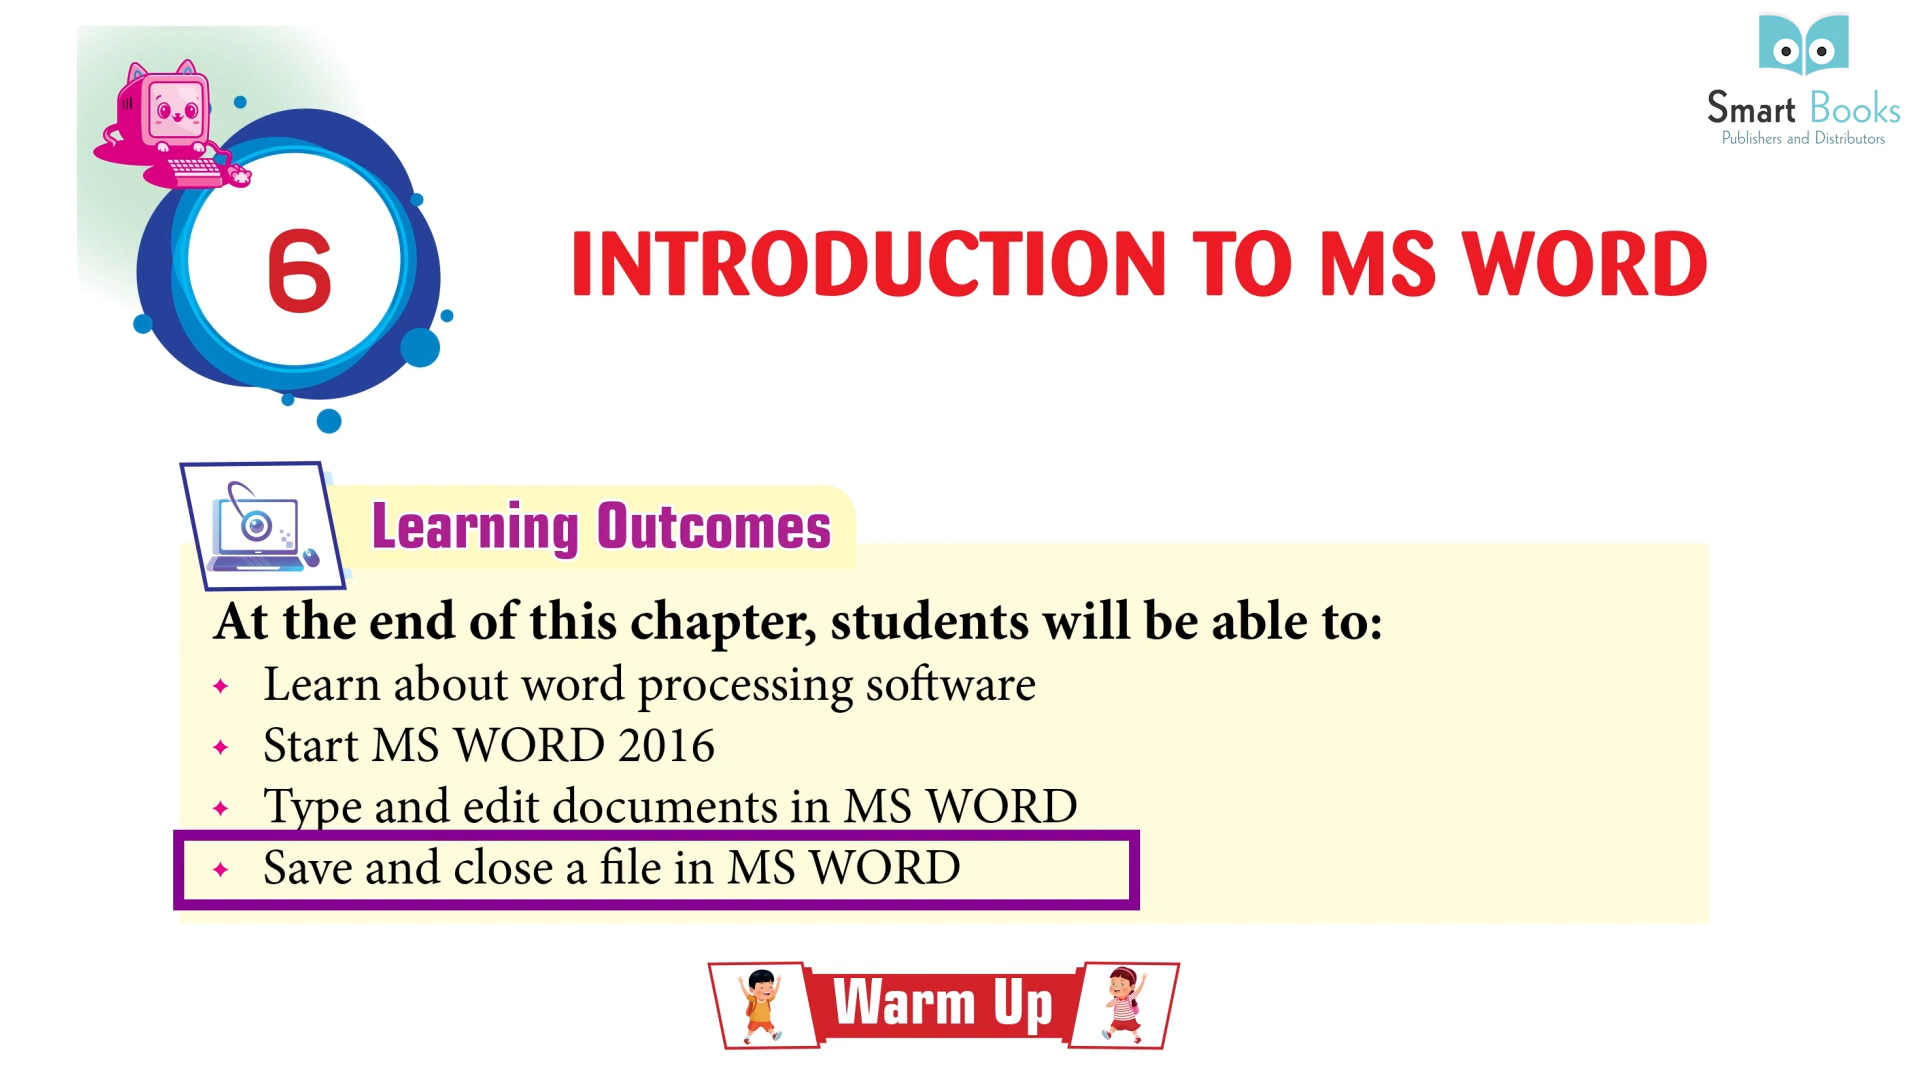 Smart Books
Publishers and Distributors
6
INTRODUCTION TO MS WORD
Learning Outcomes
At the end of this chapter, students will be able to:
Learn about word processing software
Start MS WORD 2016
Type and edit documents in MS WORD
Save and close a file in MS WORD
Warm Up